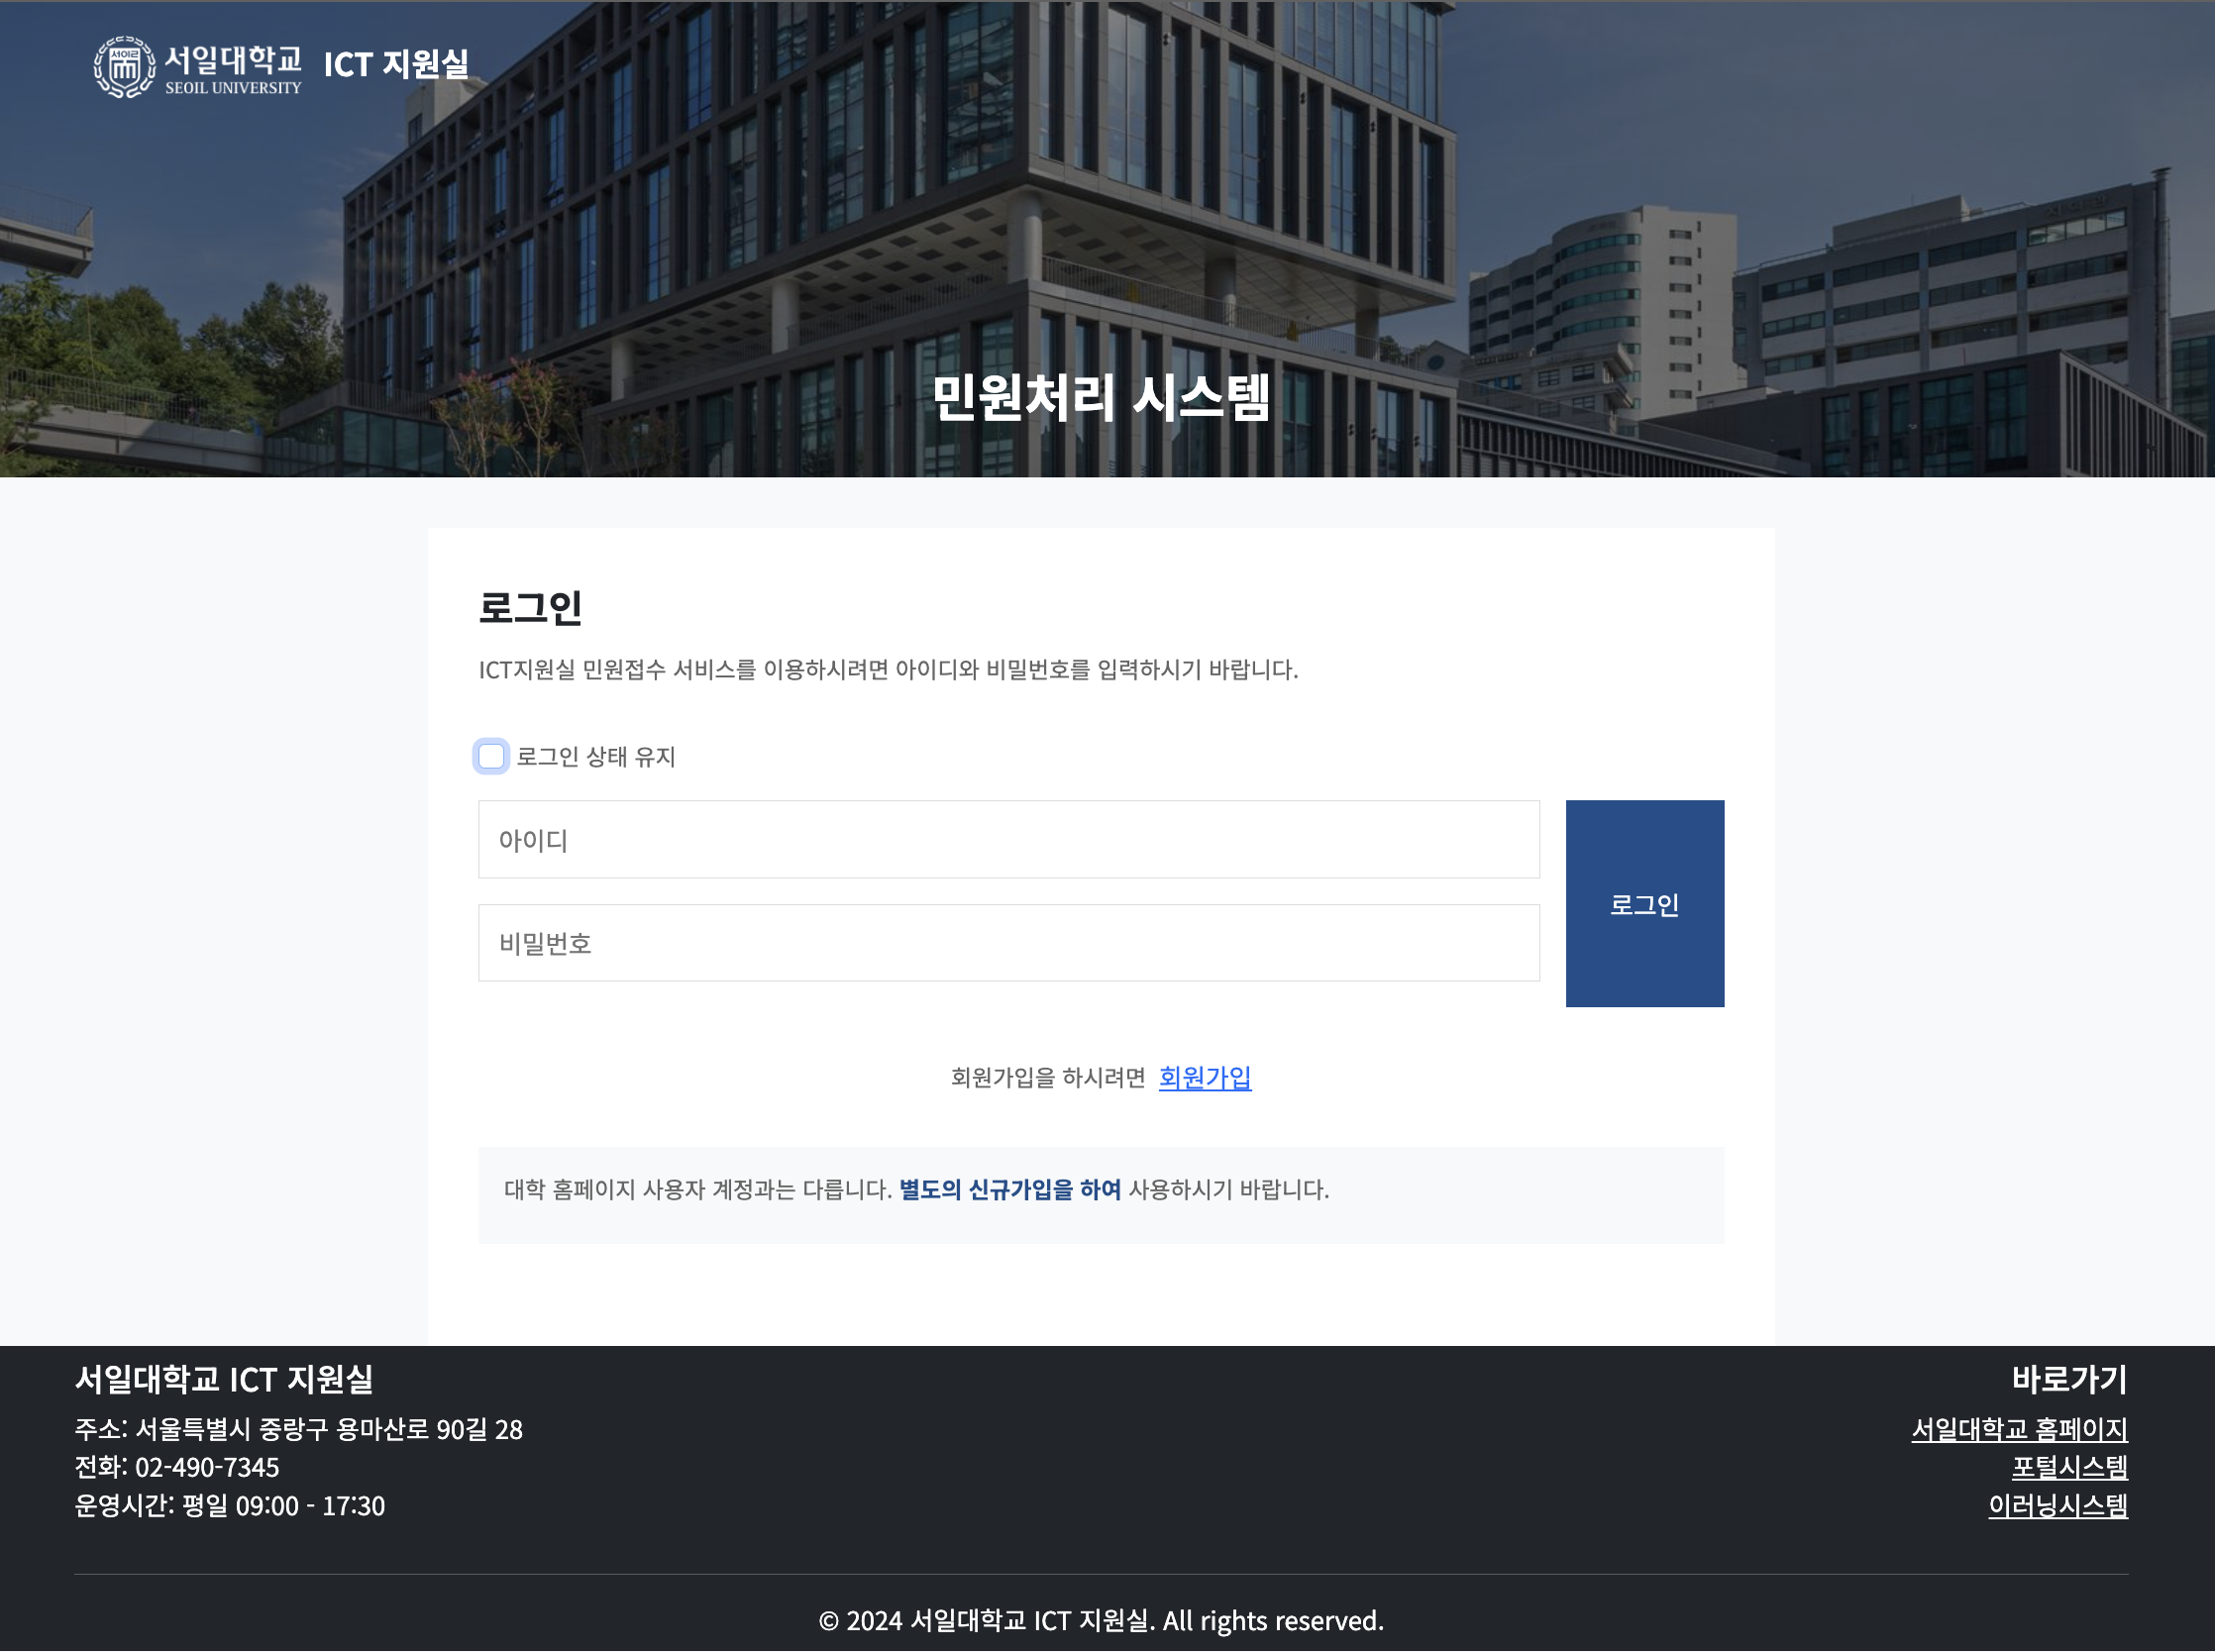 서일대학교 ICT 지원실
SEOIL UNIVERSITY
민원처리 시스템
로그인
ICT지원실 민원접수 서비스를 이용하시려면 아이디와 비밀번호를 입력하시기 바랍니다.
로그인 상태 유지
아이디
비밀번호
로그인
회원가입을 하시려면 회원가입
대학 홈페이지 사용자 계정과는 다릅니다. 별도의 신규가입을 하여 사용하시기 바랍니다.
서일대학교 ICT 지원실
주소: 서울특별시 중랑구 용마산로 90길 28
전화: 02-490-7345
운영시간: 평일 09:00 - 17:30
바로가기
서일대학교 홈페이지
포털시스템
이러닝시스템
© 2024 서일대학교 ICT 지원실. All rights reserved.